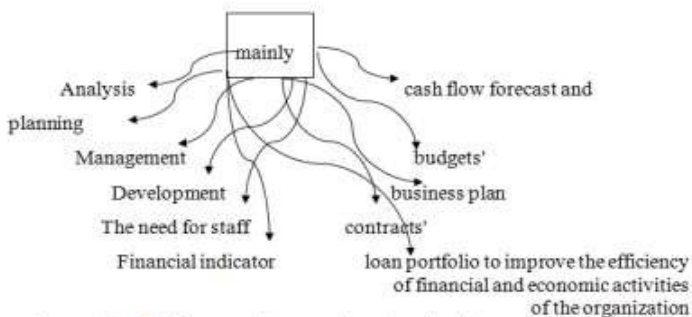 mainly
Analysis
cash flow forecast and
planning
Management
budgets'
Development
business plan
The need for staff
contracts'
Financial indicator
loan portfolio to improve the efficiency
of financial and economic activities
of the organization